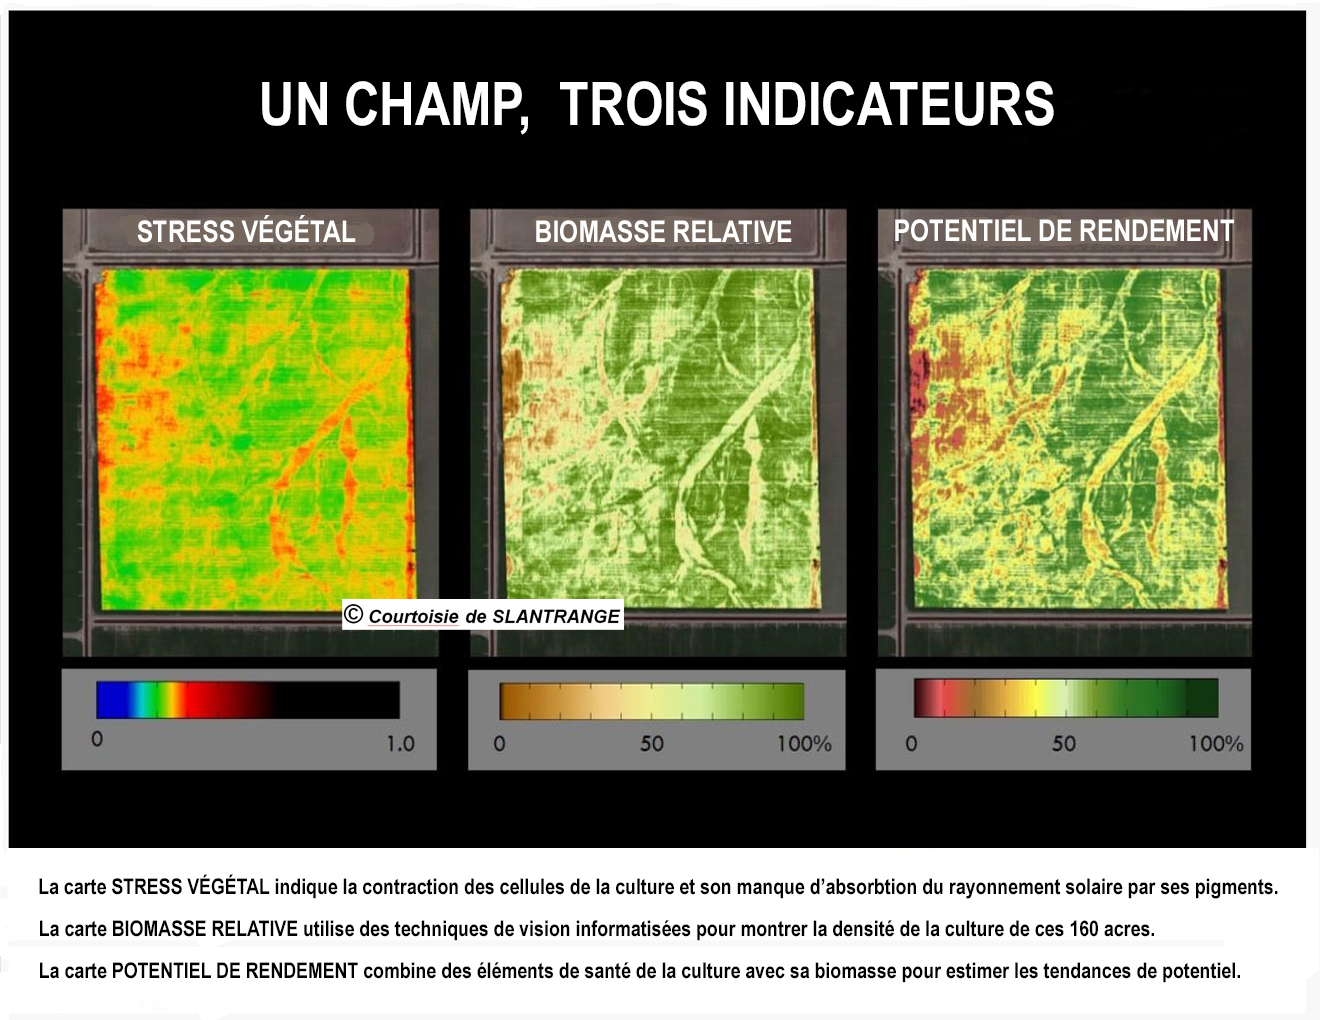 UN CHAMP, TROIS INDICATEURS
STRESS VÉGÉTAL
BIOMASSE RELATIVE
POTENTIEL DE RENDEMENT
© Courtoisie de SLANTRANGE
0 1.0
0 50 100%
0 50 100%
La carte STRESS VÉGÉTAL indique la contraction des cellules de la culture et son manque d'absorbtion du rayonnement solaire par ses pigments.
La carte BIOMASSE RELATIVE utilise des techniques de vision informatisées pour montrer la densité de la culture de ces 160 acres.
La carte POTENTIEL DE RENDEMENT combine des éléments de santé de la culture avec sa biomasse pour estimer les tendances de potentiel.